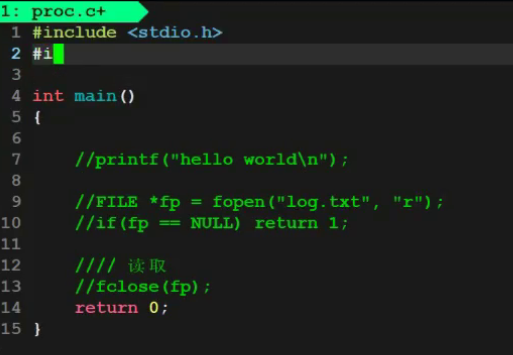 1: proc.c+
1 #include <stdio.h>
2 #i
3
4 int main()
5 {
6
7     //printf("hello world\n");
8
9     //FILE *fp = fopen("log.txt", "r");
10     //if(fp == NULL) return 1;
11
12     //// 读取
13     //fclose(fp);
14     return 0;
15 }